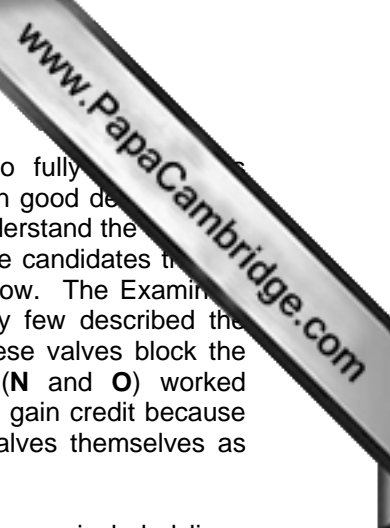 www.PapaCambridge.com
o fully
n good
derstand the
e candidates
ow. The Examin
y few described the
ese valves block the
(N and O) worked
gain credit because
alves themselves as